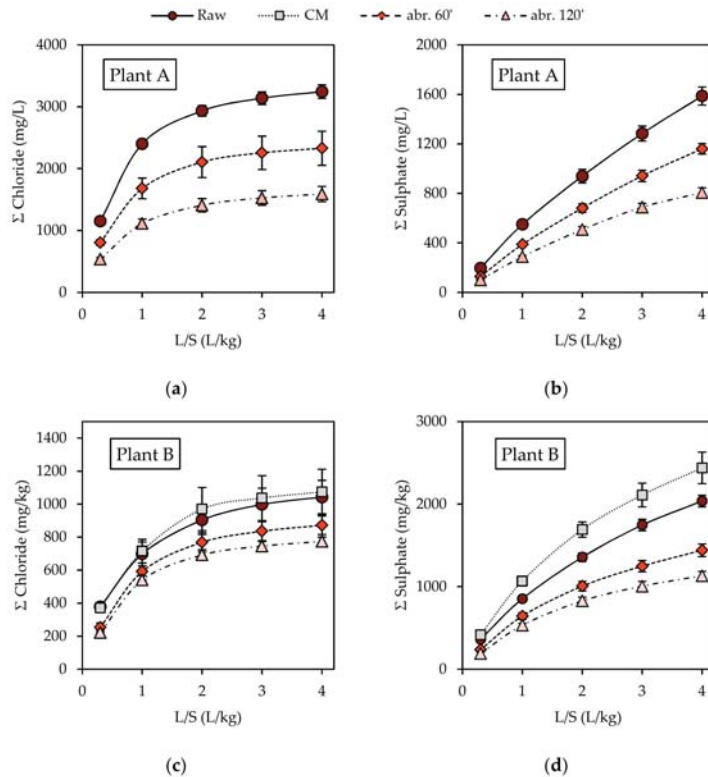 Raw CM abr. 60' abr. 120'
4000
3000
2000
1000
0
Σ Chloride (mg/L)
Plant A
0 1 2 3 4
L/S (L/kg)
(a)
2000
1600
1200
800
400
0
Σ Sulphate (mg/L)
Plant A
0 1 2 3 4
L/S (L/kg)
(b)
1400
1200
1000
800
600
400
200
0
Σ Chloride (mg/kg)
Plant B
0 1 2 3 4
L/S (L/kg)
(c)
3000
2000
1000
0
Σ Sulphate (mg/kg)
Plant B
0 1 2 3 4
L/S (L/kg)
(d)